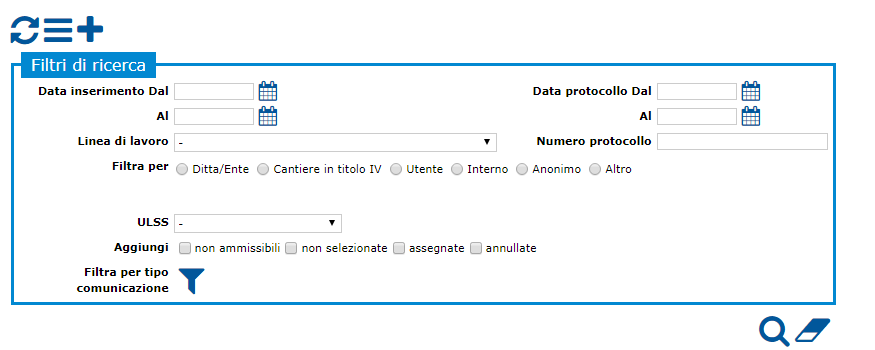 Filtri di ricerca
Data inserimento Dal Data protocollo Dal
Al Al
Linea di lavoro - Numero protocollo
Filtra per Ditta/Ente Cantiere in titolo IV Utente Interno Anonimo Altro
ULSS -
Aggiungi non ammissibili non selezionate assegnate annullate
Filtra per tipo
comunicazione